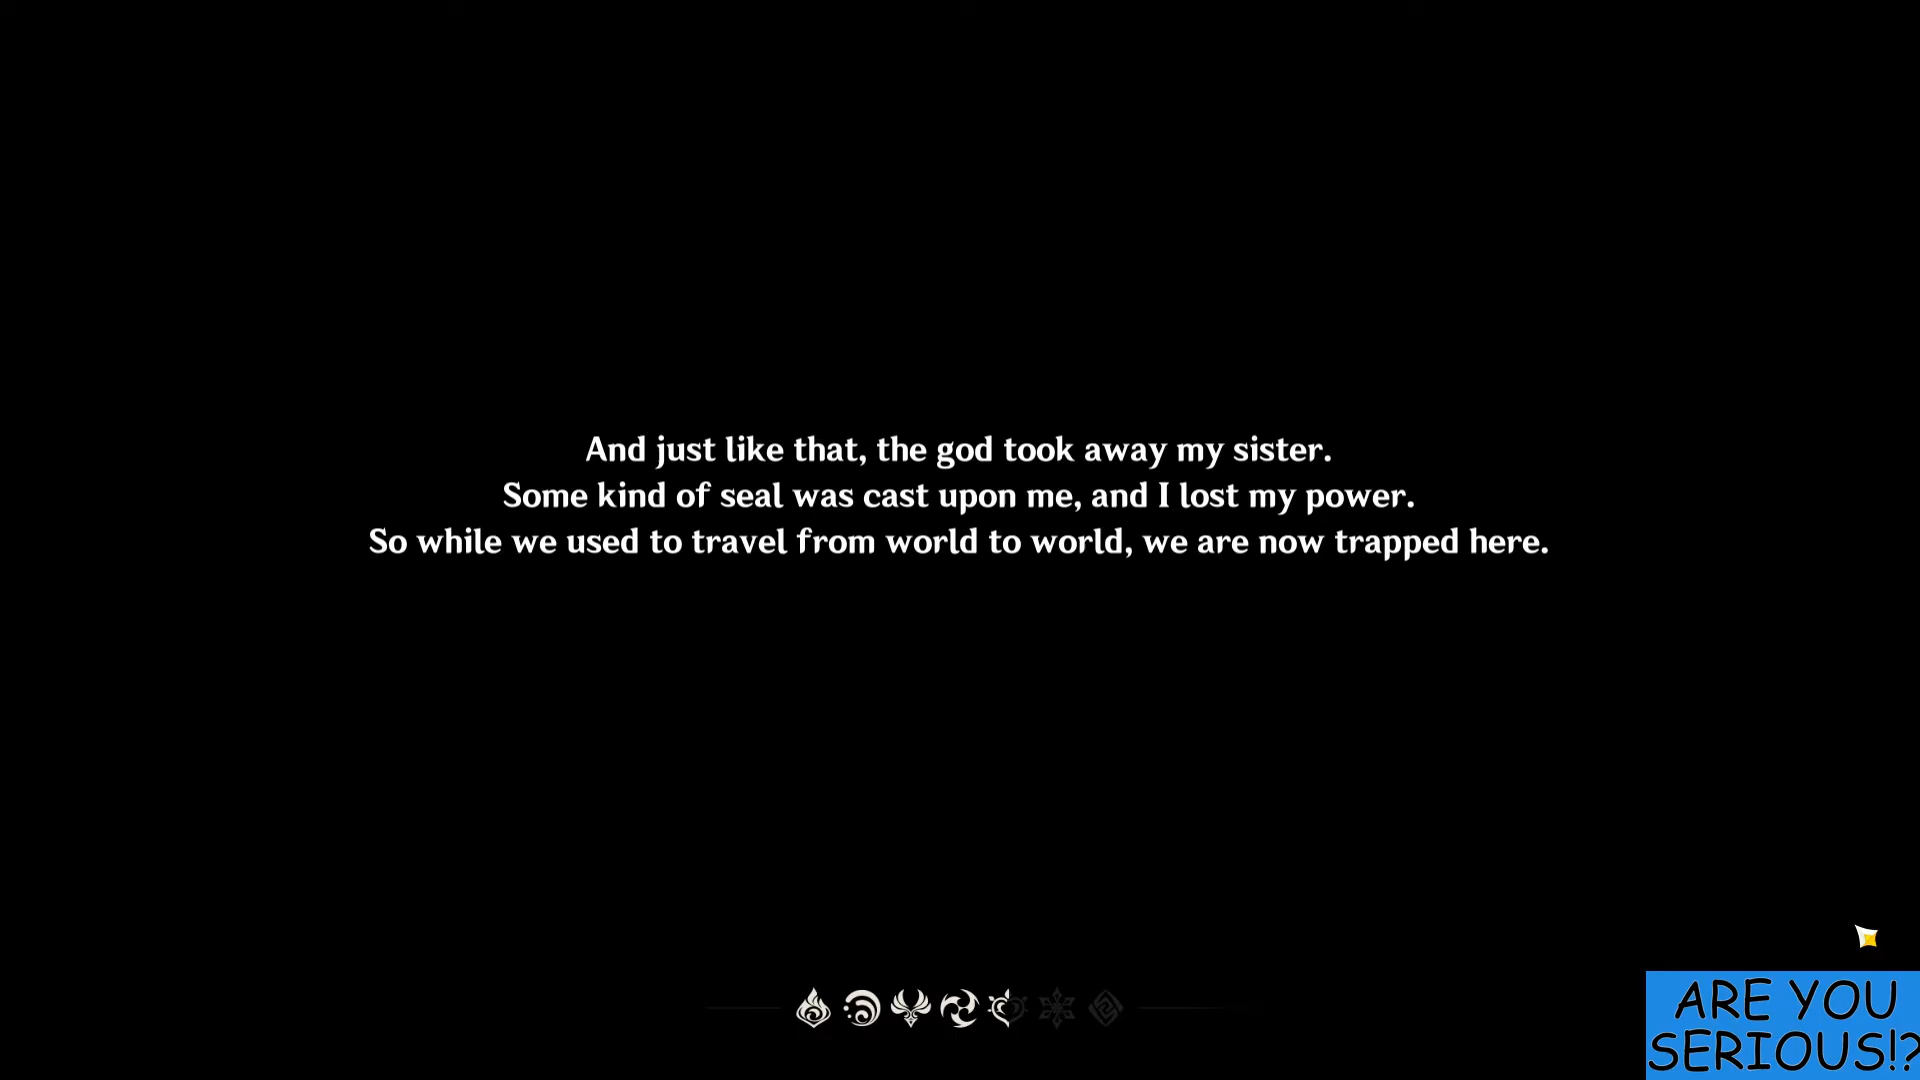 And just like that, the god took away my sister.
Some kind of seal was cast upon me, and I lost my power.
So while we used to travel from world to world, we are now trapped here.
ARE YOU
SERIOUS!?